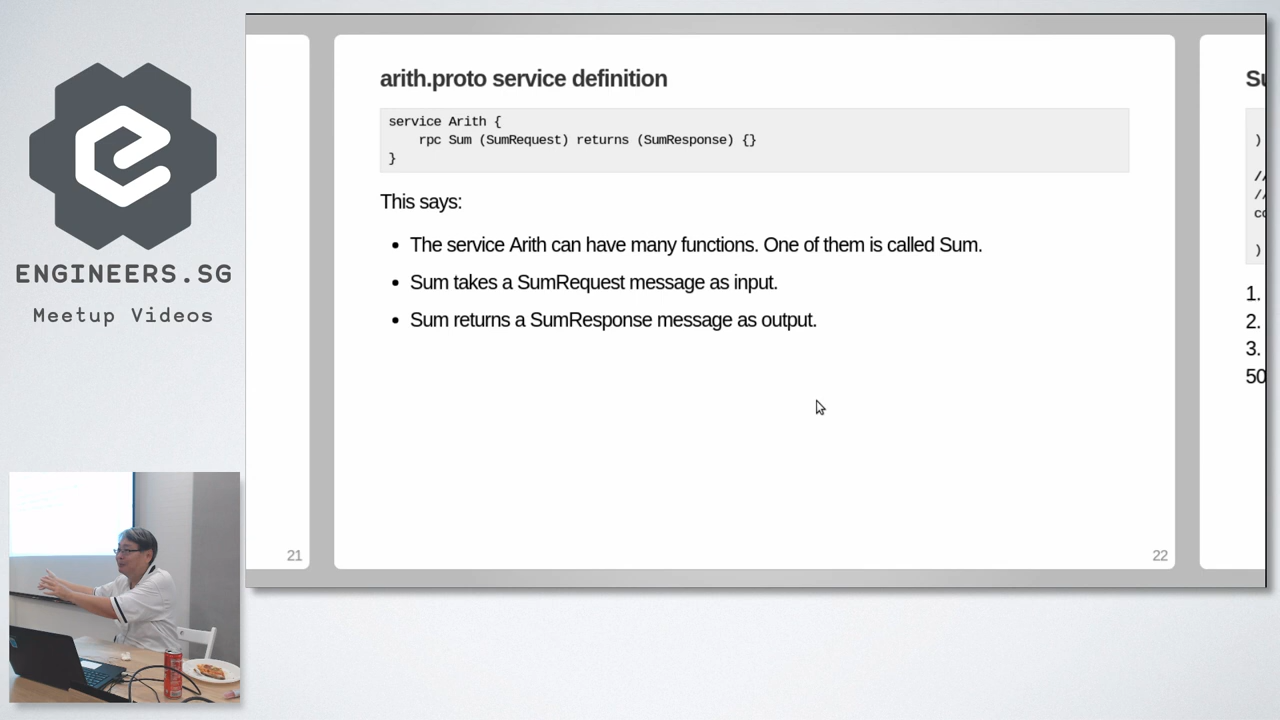 ENGINEERS.SG
Meetup Videos
21
arith.proto service definition
service Arith {
    rpc Sum (SumRequest) returns (SumResponse) {}
}
This says:
• The service Arith can have many functions. One of them is called Sum.
• Sum takes a SumRequest message as input.
• Sum returns a SumResponse message as output.
22
)
//
)
1.
2.
3.
50